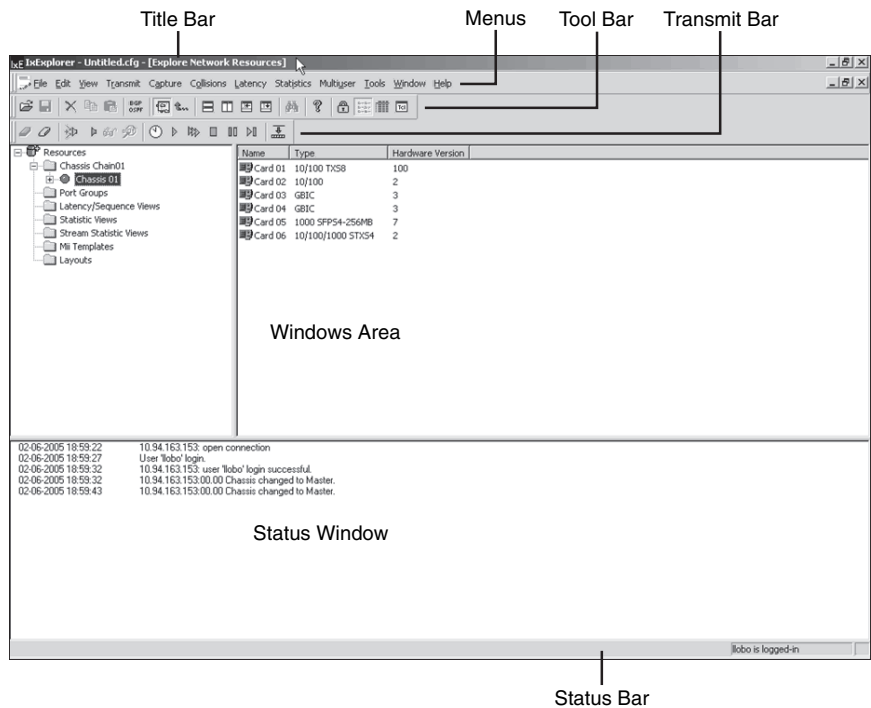 Title Bar Menus Tool Bar Transmit Bar
IxE IxExplorer - Untitled.cfg - [Explore Network Resources]
File Edit View Transmit Capture Collisions Latency Statistics Multiuser Tools Window Help
BGP
OSPF
Resources
Chassis Chain01
Chassis 01
Port Groups
Latency/Sequence Views
Statistic Views
Stream Statistic Views
Mii Templates
Layouts
Name Type Hardware Version
Card 01 10/100 TXS8 100
Card 02 10/100 2
Card 03 GBIC 3
Card 04 GBIC 3
Card 05 1000 SFPS4-256MB 7
Card 06 10/100/1000 STXS4 2
Windows Area
02-06-2005 18:59:22 10.94.163.153: open connection
02-06-2005 18:59:27 User 'llobo' login.
02-06-2005 18:59:32 10.94.163.153: user 'llobo' login successful.
02-06-2005 18:59:32 10.94.163.153:00.00 Chassis changed to Master.
02-06-2005 18:59:43 10.94.163.153:00.00 Chassis changed to Master.
Status Window
llobo is logged-in
Status Bar